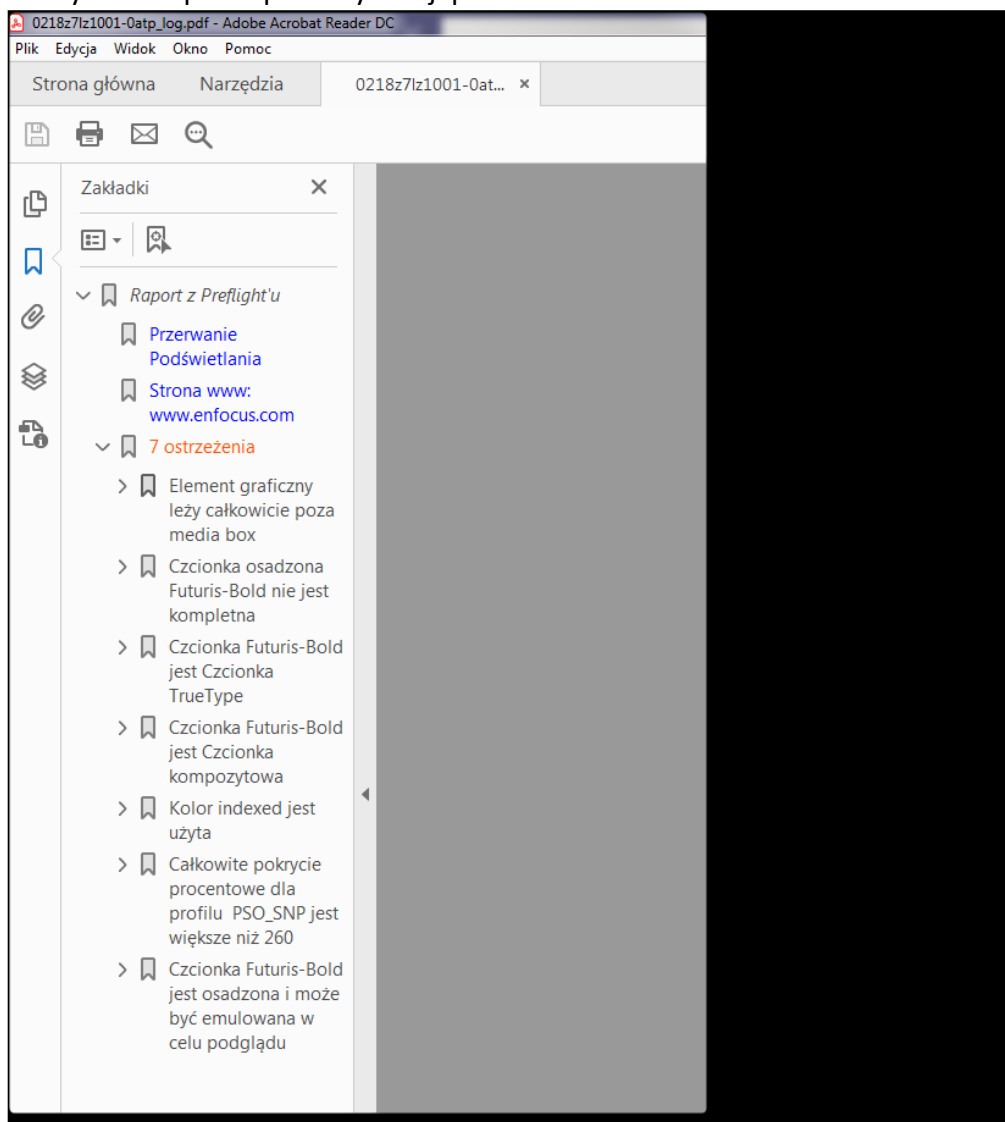 0218z7lz1001-0atp_log.pdf - Adobe Acrobat Reader DC
Plik Edycja Widok Okno Pomoc
Strona główna Narzędzia 0218z7lz1001-0at... ×
Zakładki
Raport z Preflight'u
Przerwanie
Podświetlania
Strona www:
www.enfocus.com
7 ostrzeżenia
Element graficzny
leży całkowicie poza
media box
Czcionka osadzona
Futuris-Bold nie jest
kompletna
Czcionka Futuris-Bold
jest Czcionka
TrueType
Czcionka Futuris-Bold
jest Czcionka
kompozytowa
Kolor indexed jest
użyta
Całkowite pokrycie
procentowe dla
profilu PSO_SNP jest
większe niż 260
Czcionka Futuris-Bold
jest osadzona i może
być emulowana w
celu podglądu